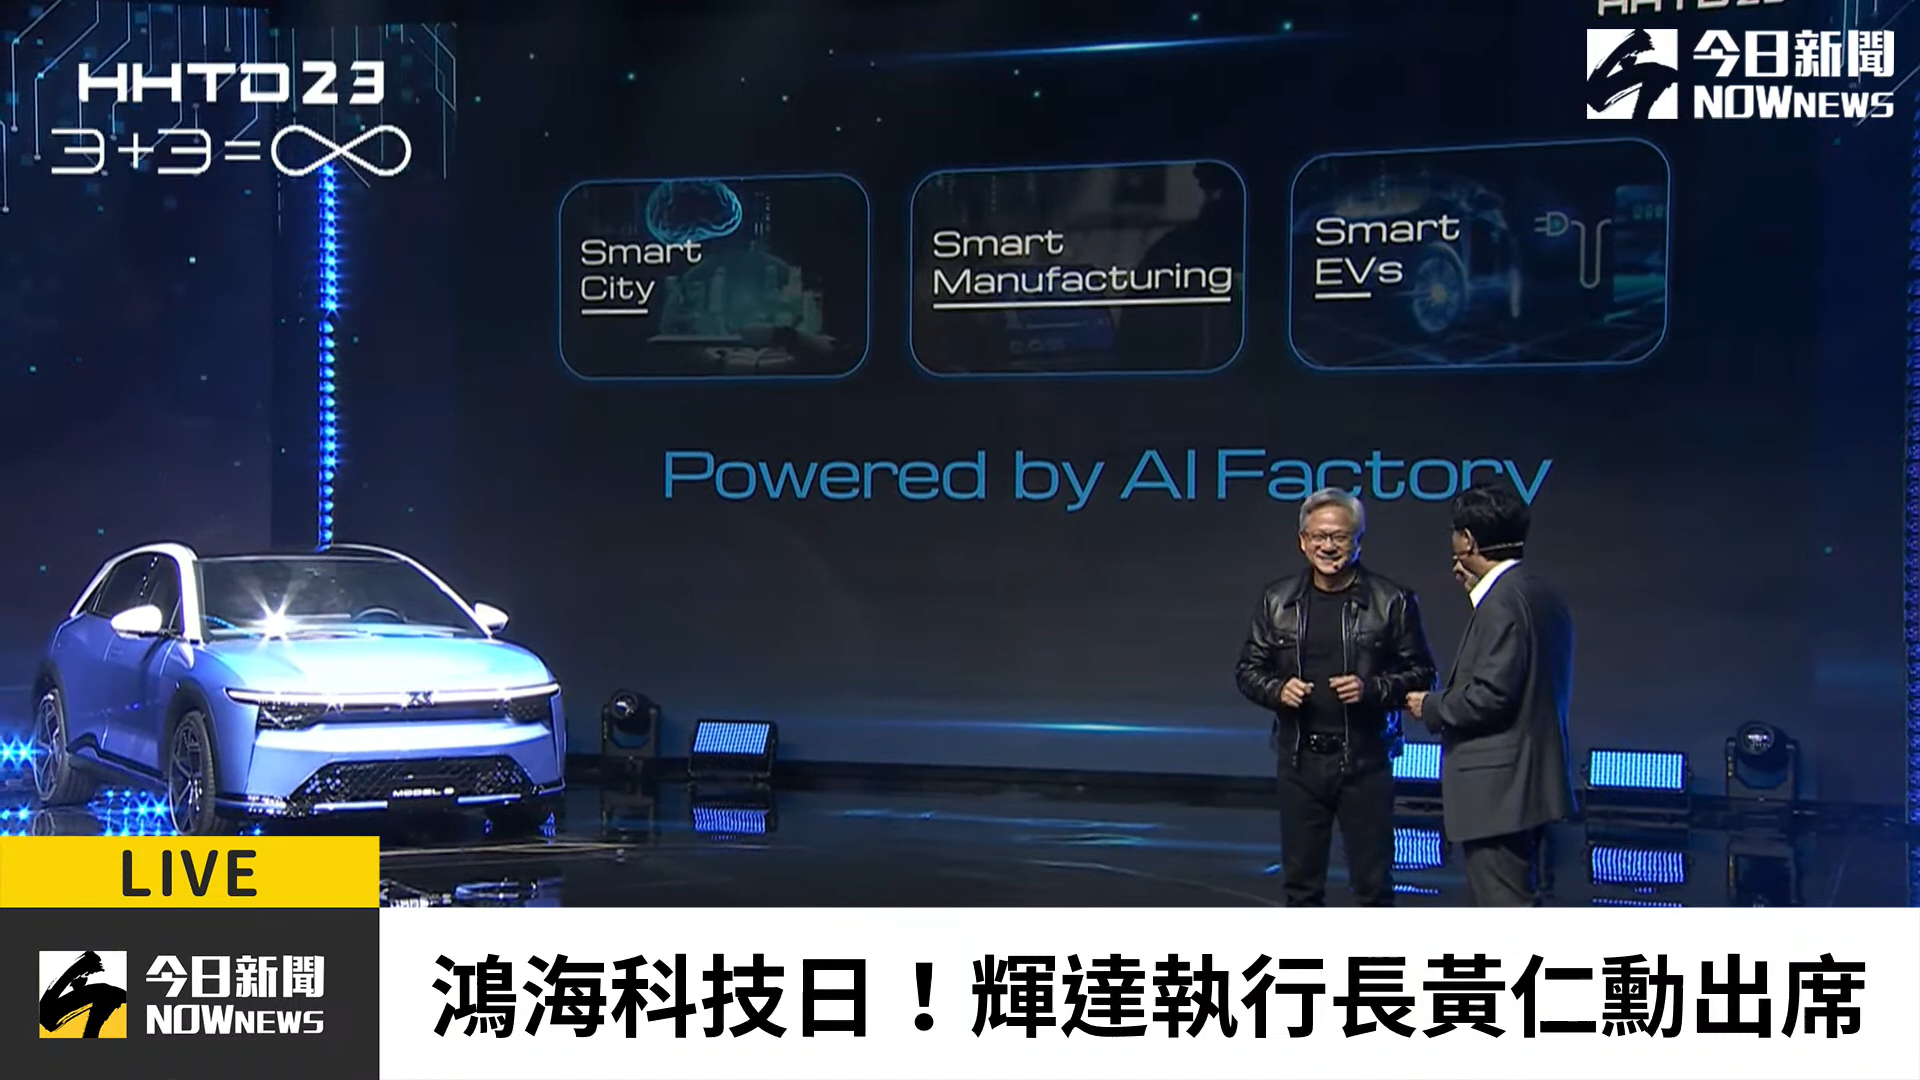 HHTD23
3+3=∞
HHTD23
今日新聞
NOWNEWS
Smart
City
Smart
Manufacturing
Smart
EVs
Powered by AI Factory
LIVE
今日新聞
NOWNEWS
鴻海科技日！輝達執行長黃仁勳出席